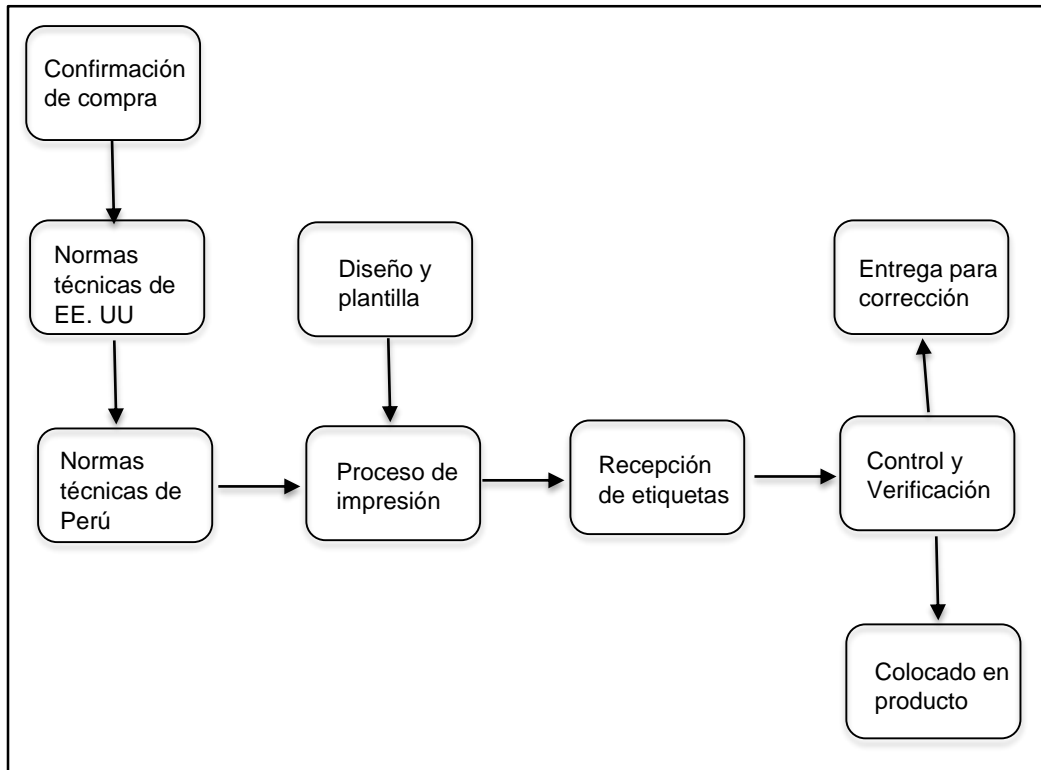 Confirmación
de compra
Normas
técnicas de
EE. UU
Diseño y
plantilla
Entrega para
corrección
Normas
técnicas de
Perú
Proceso de
impresión
Recepción
de etiquetas
Control y
Verificación
Colocado en
producto